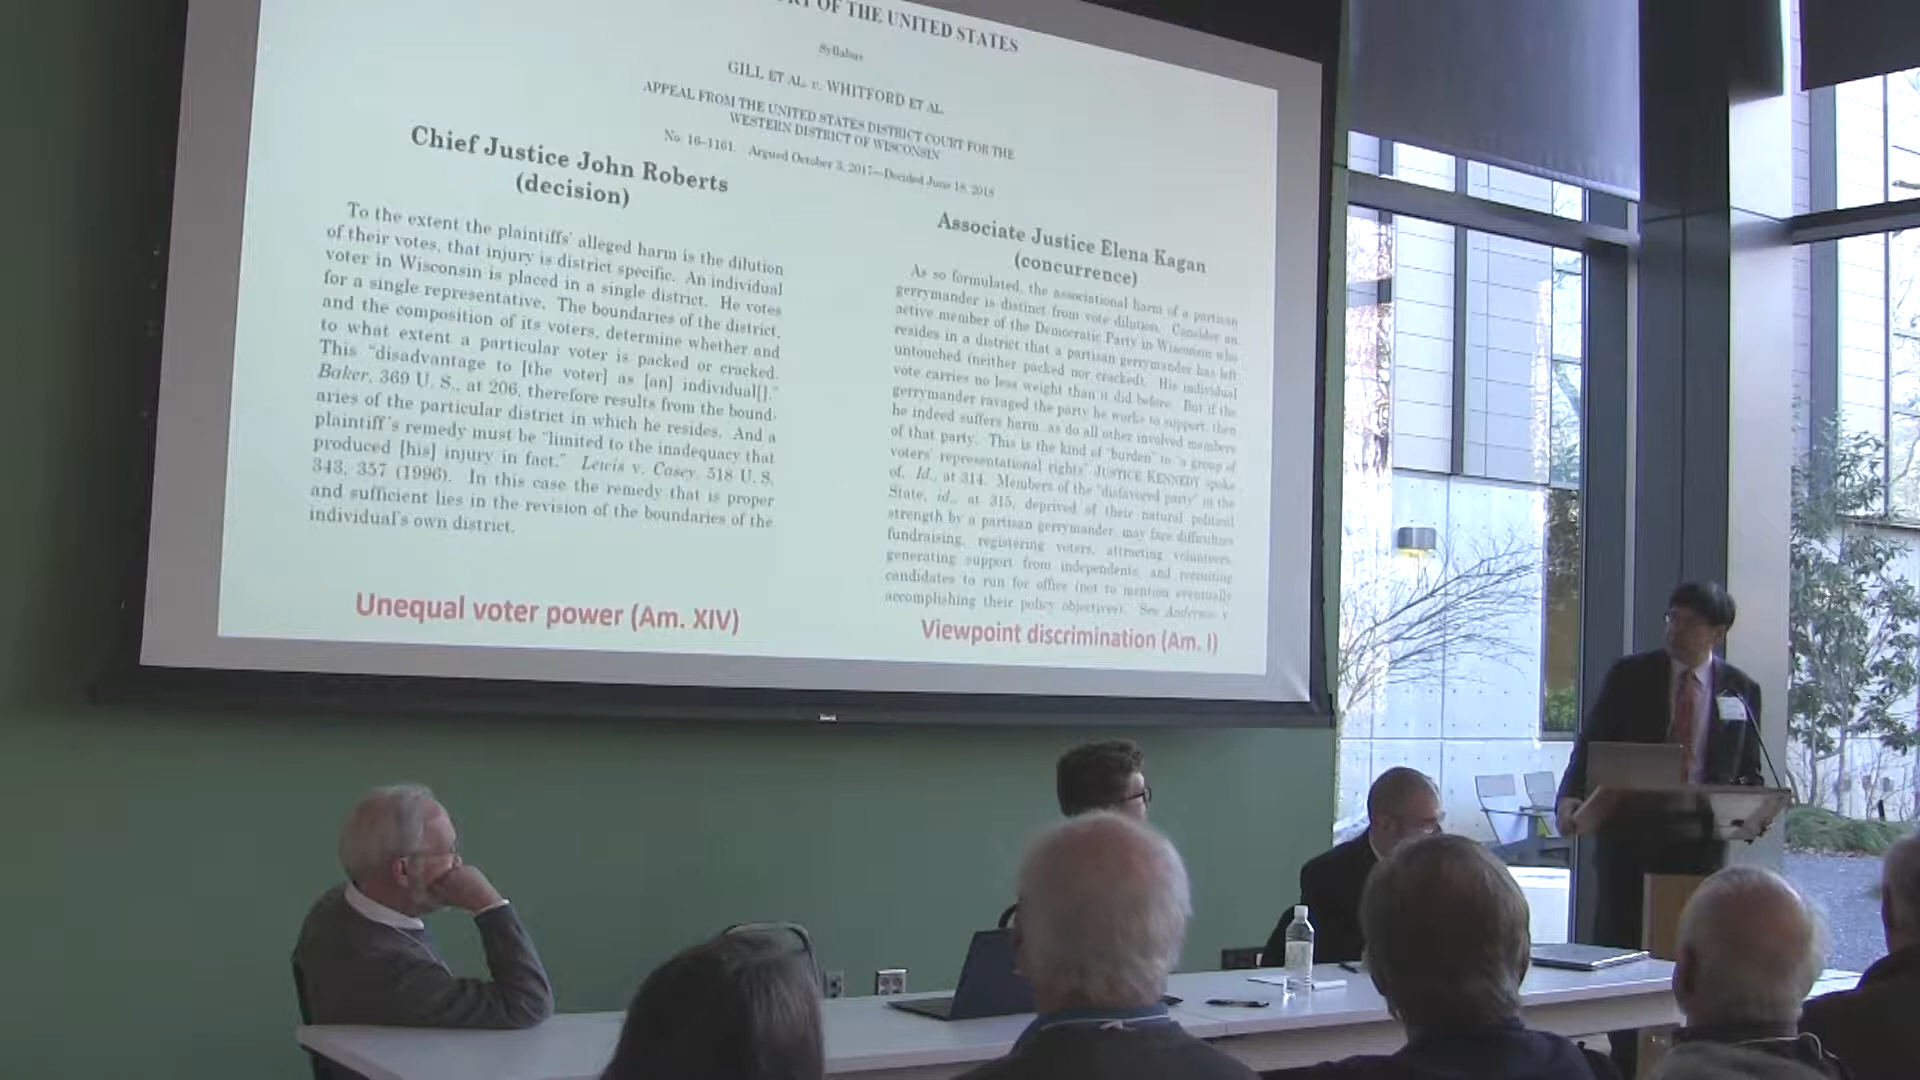 OF THE UNITED STATES
Syllabus
GILL ET AL. v. WHITFORD ET AL.
APPEAL FROM THE UNITED STATES DISTRICT COURT FOR THE
WESTERN DISTRICT OF WISCONSIN
No. 16–1161. Argued October 3, 2017—Decided June 18, 2018
Chief Justice John Roberts
(decision)
To the extent the plaintiffs' alleged harm is the dilution
of their votes, that injury is district specific. An individual
voter in Wisconsin is placed in a single district. He votes
for a single representative. The boundaries of the district,
and the composition of its voters, determine whether and
to what extent a particular voter is packed or cracked.
This "disadvantage to [the voter] as [an] individual[]."
Baker, 369 U. S., at 206, therefore results from the bound-
aries of the particular district in which he resides. And a
plaintiff's remedy must be "limited to the inadequacy that
produced [his] injury in fact." Lewis v. Casey, 518 U. S.
343, 357 (1996). In this case the remedy that is proper
and sufficient lies in the revision of the boundaries of the
individual's own district.
Unequal voter power (Am. XIV)
Associate Justice Elena Kagan
(concurrence)
As so formulated, the associational harm of a partisan
gerrymander is distinct from vote dilution. Consider an
active member of the Democratic Party in Wisconsin who
resides in a district that a partisan gerrymander has left
untouched (neither packed nor cracked). His individual
vote carries no less weight than it did before. But if the
gerrymander ravaged the party he works to support, then
he indeed suffers harm, as do all other involved members
of that party. This is the kind of "burden" to "a group of
voters' representational rights" JUSTICE KENNEDY spoke
of. Id., at 314. Members of the "disfavored party" in the
State, id., at 315, deprived of their natural political
strength by a partisan gerrymander, may face difficulties
fundraising, registering voters, attracting volunteers,
generating support from independents, and recruiting
candidates to run for office (not to mention eventually
accomplishing their policy objectives). See Anderson v.
Viewpoint discrimination (Am. I)